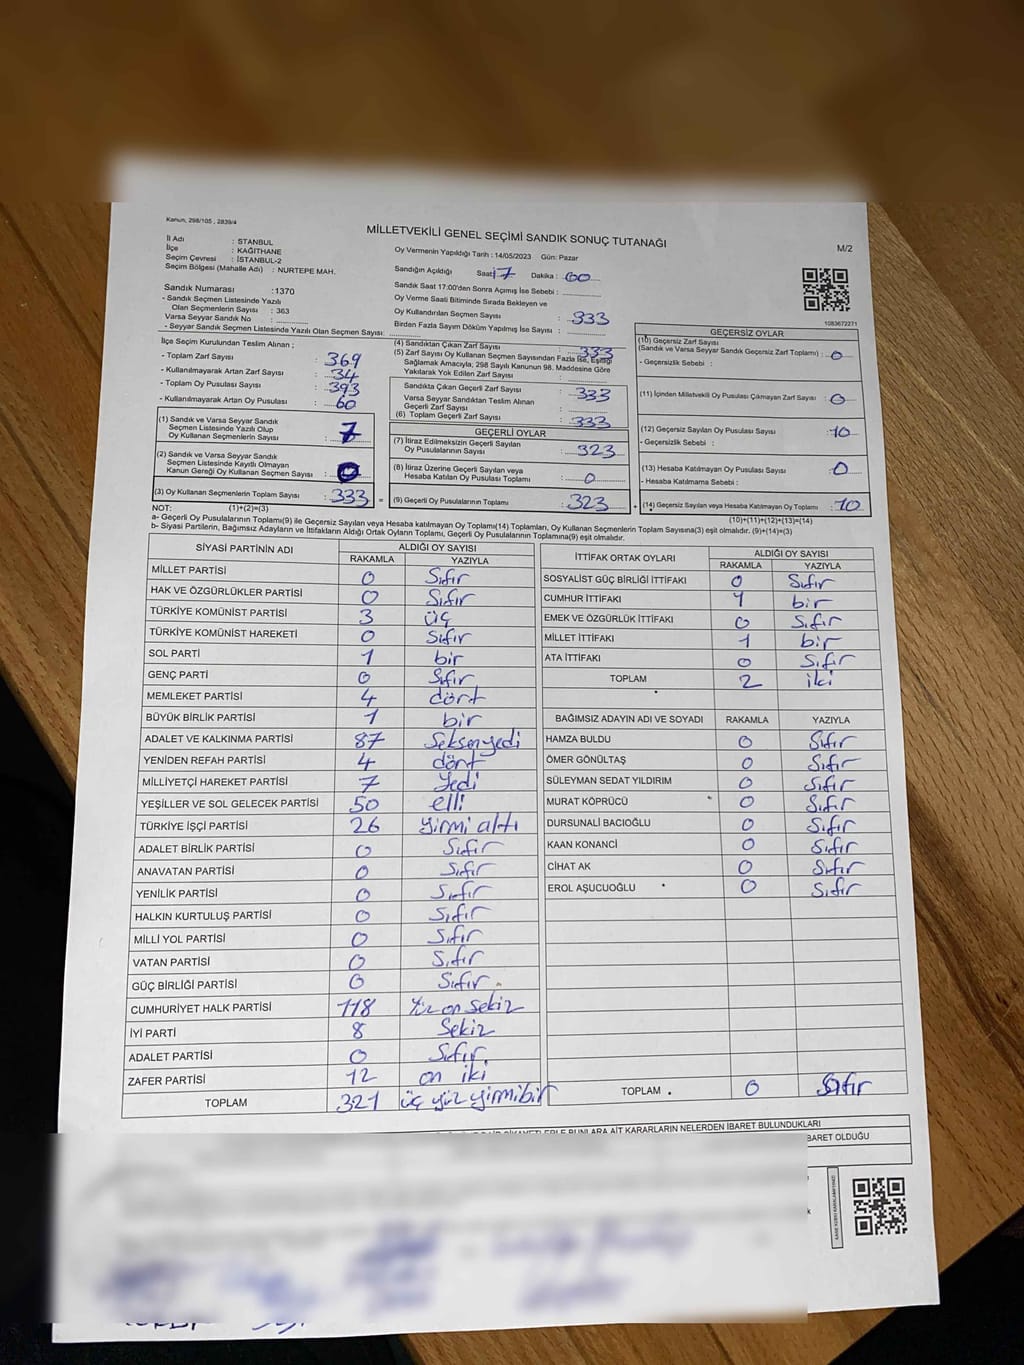 Kanun, 298/105 , 2839/4
MİLLETVEKİLİ GENEL SEÇİMİ SANDIK SONUÇ TUTANAĞI
M/2
İl Adı : STANBUL
İlçe : KAĞITHANE
Seçim Çevresi : İSTANBUL-2
Seçim Bölgesi (Mahalle Adı) : NURTEPE MAH.
Sandık Numarası : 1370
- Sandık Seçmen Listesinde Yazılı
Olan Seçmenlerin Sayısı : 363
Varsa Seyyar Sandık No :
- Seyyar Sandık Seçmen Listesinde Yazılı Olan Seçmen Sayısı:
Oy Vermenin Yapıldığı Tarih : 14/05/2023 Gün: Pazar
Sandığın Açıldığı Saat 17 Dakika : 00
Sandık Saat 17:00'den Sonra Açımış İse Sebebi :
Oy Verme Saati Bitiminde Sırada Bekleyen ve
Oy Kullandırılan Seçmen Sayısı : 333
Birdan Fazla Sayım Döküm Yapılmış İse Sayısı :
1083672271
İlçe Seçim Kurulundan Teslim Alınan ;
- Toplam Zarf Sayısı : 369
- Kullanılmayarak Artan Zarf Sayısı : 34
- Toplam Oy Pusulası Sayısı : 393
- Kullanılmayarak Artan Oy Pusulası : 60
(1) Sandık ve Varsa Seyyar Sandık
Seçmen Listesinde Yazılı Olup
Oy Kullanan Seçmenlerin Sayısı :
(2) Sandık ve Varsa Seyyar Sandık
Seçmen Listesinde Kayıtlı Olmayan
Kanun Gereği Oy Kullanan Seçmen Sayısı : 0
(3) Oy Kullanan Seçmenlerin Toplam Sayısı : 333 =
(4) Sandıktan Çıkan Zarf Sayısı : 333
(5) Zarf Sayısı Oy Kullanan Seçmen Sayısından Fazla İse, Eşitliği
Sağlamak Amacıyla, 298 Sayılı Kanunun 98. Maddesine Göre
Yakılarak Yok Edilen Zarf Sayısı :
Sandıkta Çıkan Geçerli Zarf Sayısı : 333
Varsa Seyyar Sandıktan Teslim Alınan
Geçerli Zarf Sayısı :
(6) Toplam Geçerli Zarf Sayısı : 333
GEÇERLİ OYLAR
(7) İtiraz Edilmeksizin Geçerli Sayılan
Oy Pusulalarının Sayısı : 323
(8) İtiraz Üzerine Geçerli Sayılan veya
Hesaba Katılan Oy Pusulası Toplamı : 0
(9) Geçerli Oy Pusulalarının Toplamı : 323 +
GEÇERSİZ OYLAR
(10) Geçersiz Zarf Sayısı
(Sandık ve Varsa Seyyar Sandık Geçersiz Zarf Toplamı) : 0
- Geçersizlik Sebebi :
(11) İçinden Milletvekili Oy Pusulası Çıkmayan Zarf Sayısı : 0
(12) Geçersiz Sayılan Oy Pusulası Sayısı : 10
- Geçersizlik Sebebi :
(13) Hesaba Katılmayan Oy Pusulası Sayısı : 0
- Hesaba Katılmama Sebebi :
(14) Geçersiz Sayılan veya Hesaba Katılmayan Oy Toplamı : 10
NOT: (1)+(2)=(3) (10)+(11)+(12)+(13)=(14)
a- Geçerli Oy Pusulalarının Toplamı(9) ile Geçersiz Sayılan veya Hesaba katılmayan Oy Toplamı(14) Toplamları, Oy Kullanan Seçmenlerin Toplam Sayısına(3) eşit olmalıdır. (9)+(14)=(3)
b- Siyasi Partilerin, Bağımsız Adayların ve İttifakların Aldığı Ortak Oyların Toplamı, Geçerli Oy Pusulalarının Toplamına(9) eşit olmalıdır.
SİYASİ PARTİNİN ADI ALDIĞI OY SAYISI
RAKAMLA YAZIYLA
MİLLET PARTİSİ 0 Sıfır
HAK VE ÖZGÜRLÜKLER PARTİSİ 0 Sıfır
TÜRKİYE KOMÜNİST PARTİSİ 3 üç
TÜRKİYE KOMÜNİST HAREKETİ 0 Sıfır
SOL PARTİ 1 bir
GENÇ PARTİ 0 Sıfır
MEMLEKET PARTİSİ 4 dört
BÜYÜK BİRLİK PARTİSİ 1 bir
ADALET VE KALKINMA PARTİSİ 87 Seksenyedi
YENİDEN REFAH PARTİSİ 4 dört
MİLLİYETÇİ HAREKET PARTİSİ 7 Yedi
YEŞİLLER VE SOL GELECEK PARTİSİ 50 elli
TÜRKİYE İŞÇİ PARTİSİ 26 yirmi altı
ADALET BİRLİK PARTİSİ 0 Sıfır
ANAVATAN PARTİSİ 0 Sıfır
YENİLİK PARTİSİ 0 Sıfır
HALKIN KURTULUŞ PARTİSİ 0 Sıfır
MİLLİ YOL PARTİSİ 0 Sıfır
VATAN PARTİSİ 0 Sıfır
GÜÇ BİRLİĞİ PARTİSİ 0 Sıfır
CUMHURİYET HALK PARTİSİ 118 Yüz on sekiz
İYİ PARTİ 8 Sekiz
ADALET PARTİSİ 0 Sıfır
ZAFER PARTİSİ 12 on iki
TOPLAM 321 üç yüz yirmibir
İTTİFAK ORTAK OYLARI ALDIĞI OY SAYISI
RAKAMLA YAZIYLA
SOSYALİST GÜÇ BİRLİĞİ İTTİFAKI 0 Sıfır
CUMHUR İTTİFAKI 1 bir
EMEK VE ÖZGÜRLÜK İTTİFAKI 0 Sıfır
MİLLET İTTİFAKI 1 bir
ATA İTTİFAKI 0 Sıfır
TOPLAM 2 iki
BAĞIMSIZ ADAYIN ADI VE SOYADI RAKAMLA YAZIYLA
HAMZA BULDU 0 Sıfır
ÖMER GÖNÜLTAŞ 0 Sıfır
SÜLEYMAN SEDAT YILDIRIM 0 Sıfır
MURAT KÖPRÜCÜ 0 Sıfır
DURSUNALİ BACIOĞLU 0 Sıfır
KAAN KONANCİ 0 Sıfır
CİHAT AK 0 Sıfır
EROL AŞUCUOĞLU 0 Sıfır
TOPLAM 0 Sıfır
BUNLARA AİT KARARLARIN NELERDEN İBARET BULUNDUKLARI
BARET OLDUĞU